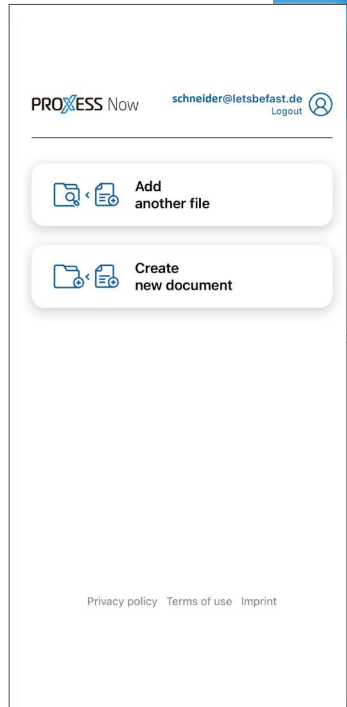 PROXESS Now
schneider@letsbefast.de
Logout
Add
another file
Create
new document
Privacy policy Terms of use Imprint